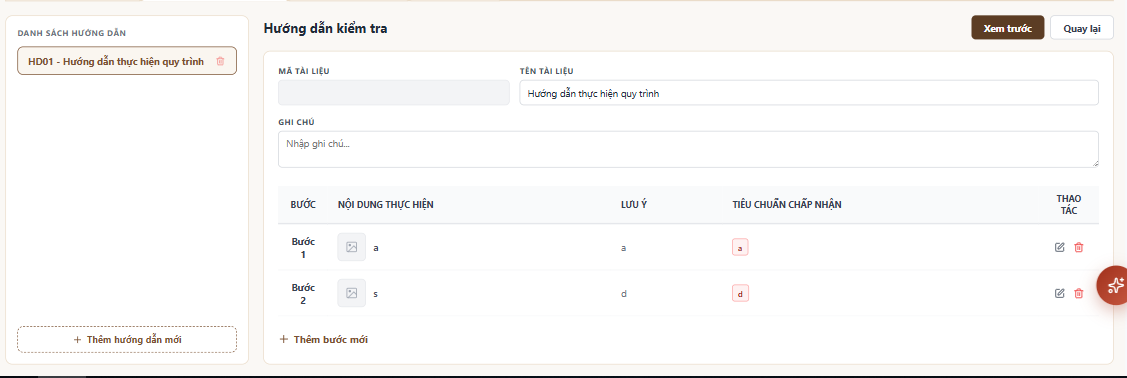 DANH SÁCH HƯỚNG DẪN
HD01 - Hướng dẫn thực hiện quy trình
+ Thêm hướng dẫn mới
Hướng dẫn kiểm tra
Xem trước
Quay lại
MÃ TÀI LIỆU
TÊN TÀI LIỆU
Hướng dẫn thực hiện quy trình
GHI CHÚ
Nhập ghi chú...
BƯỚC NỘI DUNG THỰC HIỆN LƯU Ý TIÊU CHUẨN CHẤP NHẬN THAO
TÁC
Bước
1
a a a
Bước
2
s d d
+ Thêm bước mới